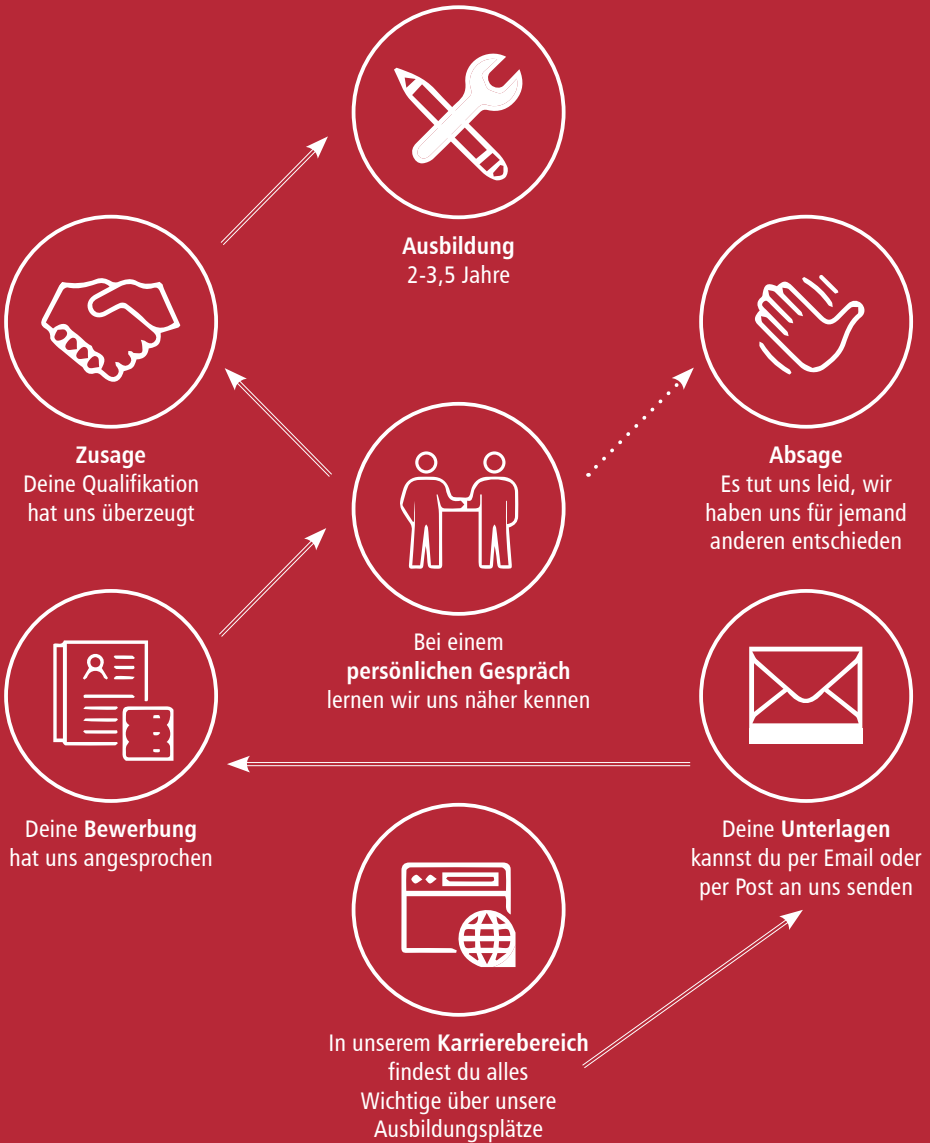 Ausbildung
2-3,5 Jahre
Zusage
Deine Qualifikation
hat uns überzeugt
Absage
Es tut uns leid, wir
haben uns für jemand
anderen entschieden
Bei einem
persönlichen Gespräch
lernen wir uns näher kennen
Deine Bewerbung
hat uns angesprochen
Deine Unterlagen
kannst du per Email oder
per Post an uns senden
In unserem Karrierebereich
findest du alles
Wichtige über unsere
Ausbildungsplätze